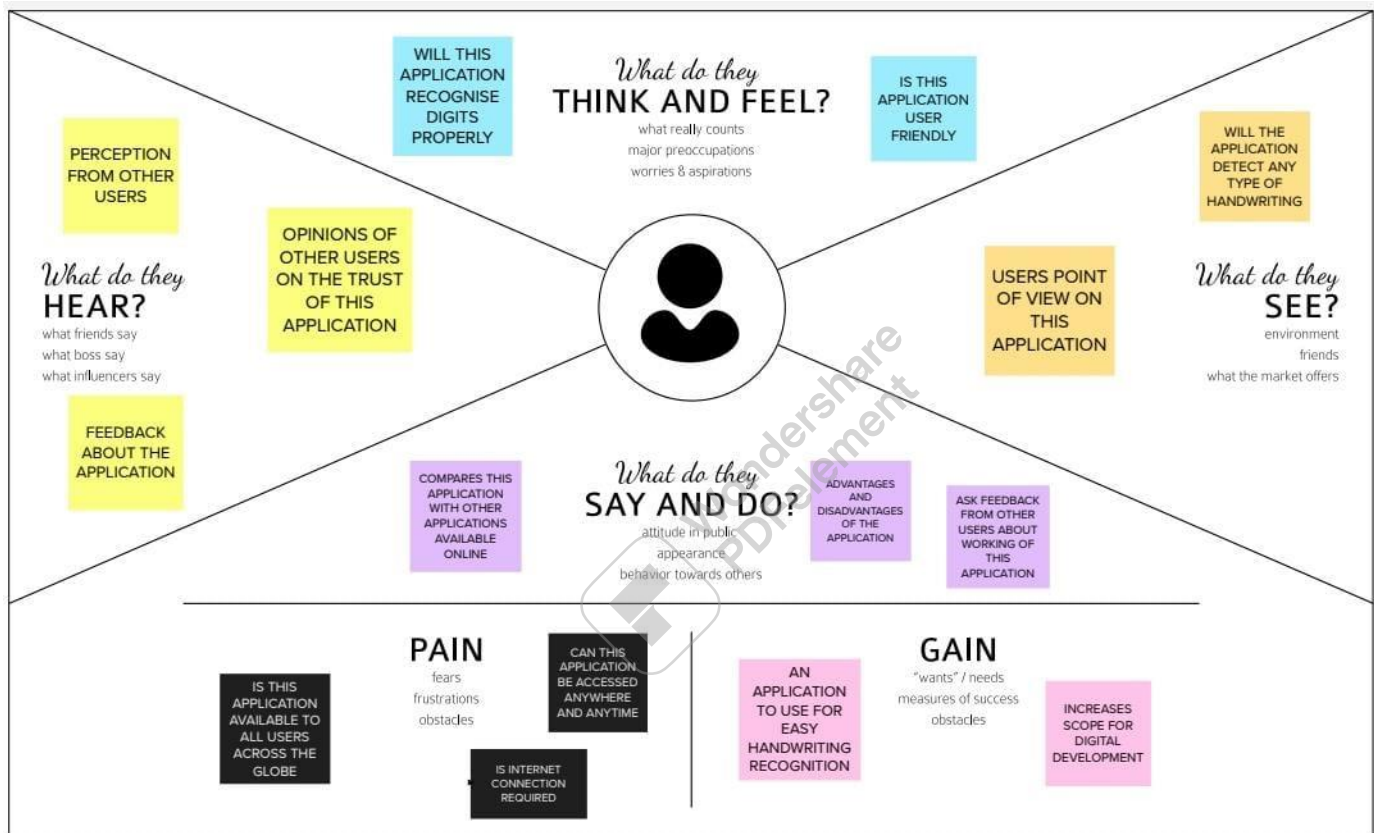 WILL THIS
APPLICATION
RECOGNISE
DIGITS
PROPERLY
What do they
THINK AND FEEL?
what really counts
major preoccupations
worries & aspirations
IS THIS
APPLICATION
USER
FRIENDLY
PERCEPTION
FROM OTHER
USERS
OPINIONS OF
OTHER USERS
ON THE TRUST
OF THIS
APPLICATION
What do they
HEAR?
what friends say
what boss say
what influencers say
FEEDBACK
ABOUT THE
APPLICATION
WILL THE
APPLICATION
DETECT ANY
TYPE OF
HANDWRITING
USERS POINT
OF VIEW ON
THIS
APPLICATION
What do they
SEE?
environment
friends
what the market offers
COMPARES THIS
APPLICATION
WITH OTHER
APPLICATIONS
AVAILABLE
ONLINE
What do they
SAY AND DO?
attitude in public
appearance
behavior towards others
ADVANTAGES
AND
DISADVANTAGES
OF THE
APPLICATION
ASK FEEDBACK
FROM OTHER
USERS ABOUT
WORKING OF
THIS
APPLICATION
Wondershare
PDFelement
PAIN
fears
frustrations
obstacles
IS THIS
APPLICATION
AVAILABLE TO
ALL USERS
ACROSS THE
GLOBE
CAN THIS
APPLICATION
BE ACCESSED
ANYWHERE
AND ANYTIME
IS INTERNET
CONNECTION
REQUIRED
GAIN
"wants" / needs
measures of success
obstacles
AN
APPLICATION
TO USE FOR
EASY
HANDWRITING
RECOGNITION
INCREASES
SCOPE FOR
DIGITAL
DEVELOPMENT